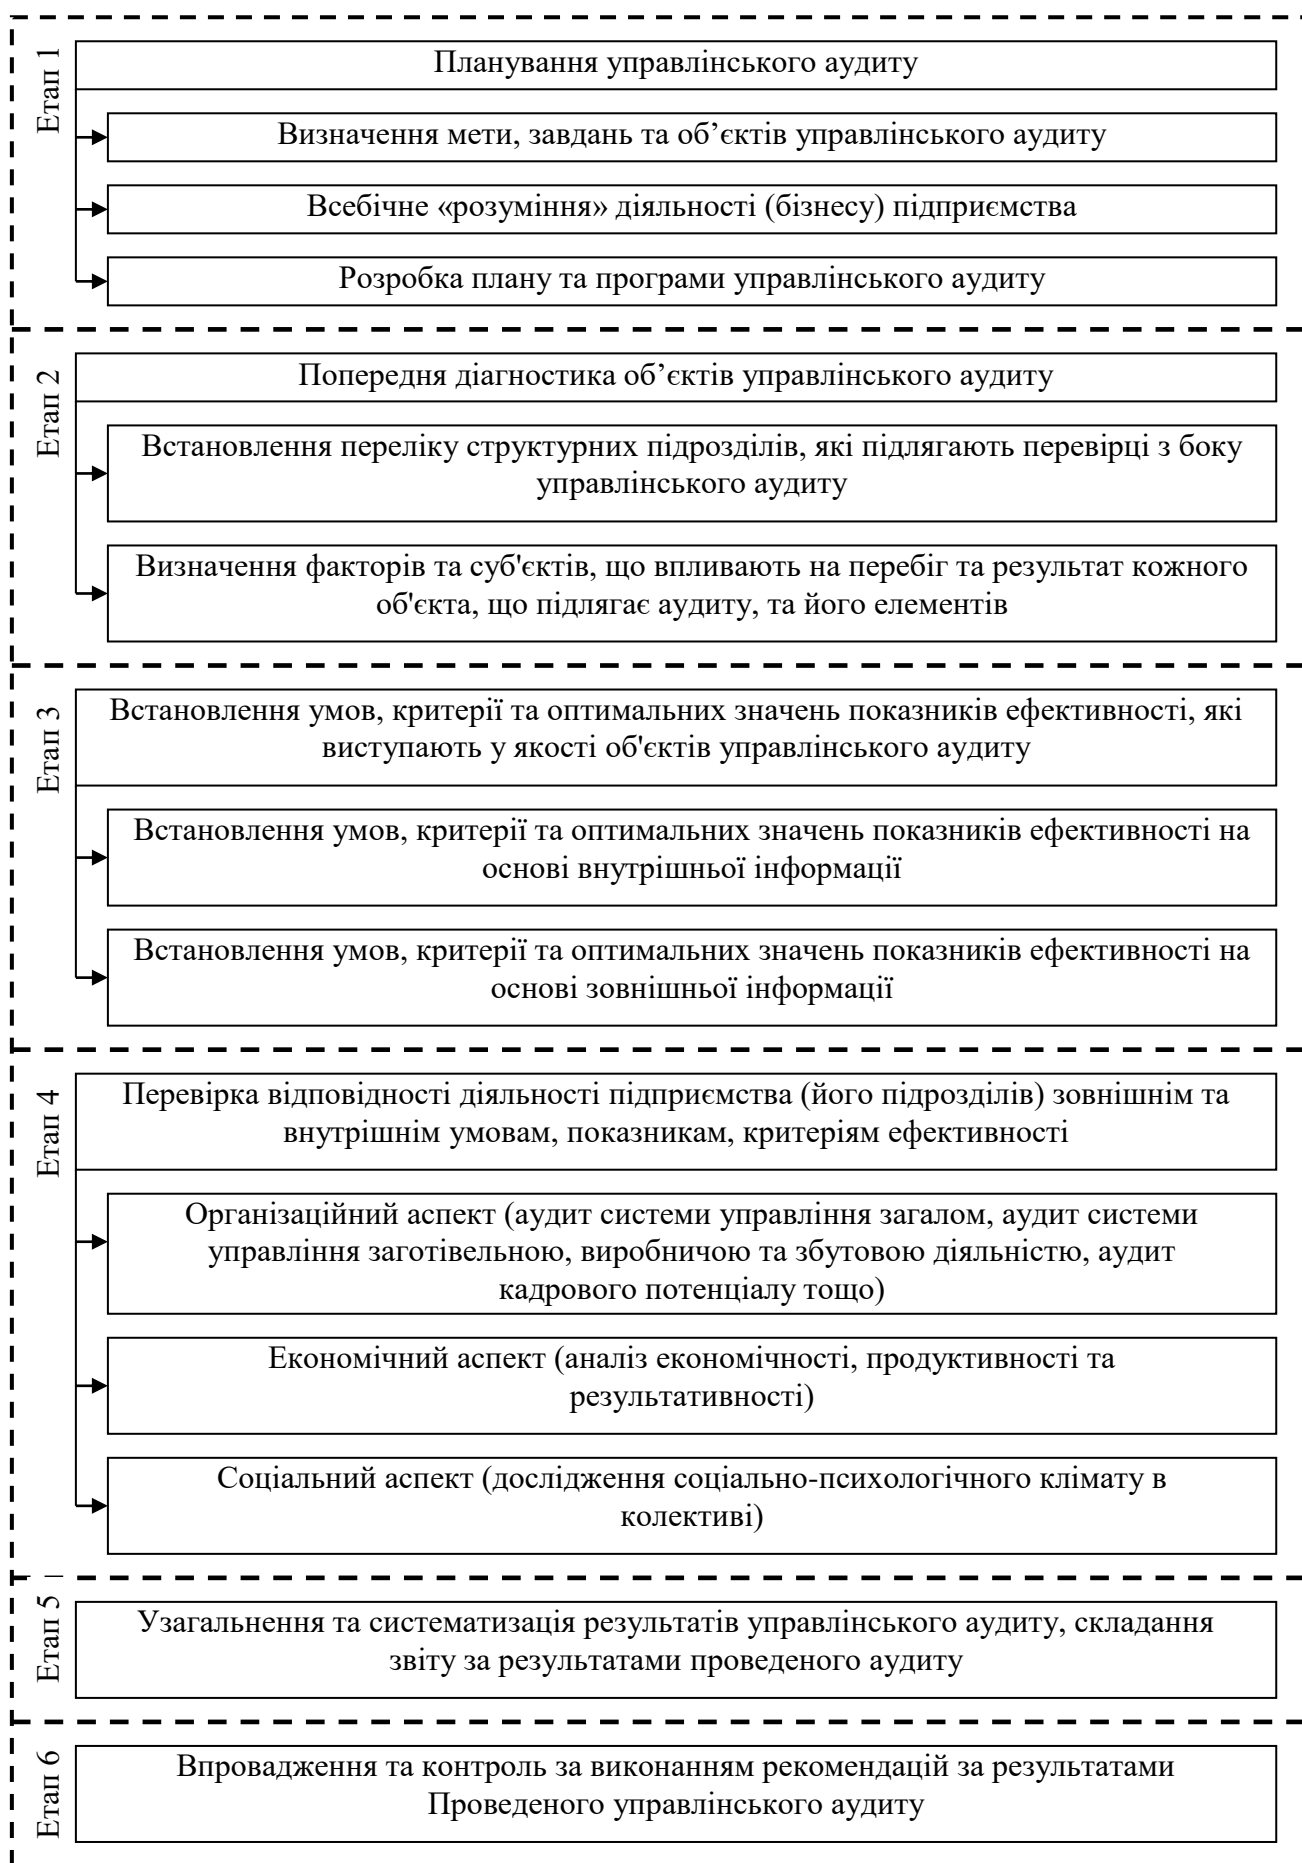 Етап 1
Планування управлінського аудиту
Визначення мети, завдань та об’єктів управлінського аудиту
Всебічне «розуміння» діяльності (бізнесу) підприємства
Розробка плану та програми управлінського аудиту
Етап 2
Попередня діагностика об’єктів управлінського аудиту
Встановлення переліку структурних підрозділів, які підлягають перевірці з боку
управлінського аудиту
Визначення факторів та суб'єктів, що впливають на перебіг та результат кожного
об'єкта, що підлягає аудиту, та його елементів
Етап 3
Встановлення умов, критерії та оптимальних значень показників ефективності, які
виступають у якості об'єктів управлінського аудиту
Встановлення умов, критерії та оптимальних значень показників ефективності на
основі внутрішньої інформації
Встановлення умов, критерії та оптимальних значень показників ефективності на
основі зовнішньої інформації
Етап 4
Перевірка відповідності діяльності підприємства (його підрозділів) зовнішнім та
внутрішнім умовам, показникам, критеріям ефективності
Організаційний аспект (аудит системи управління загалом, аудит системи
управління заготівельною, виробничою та збутовою діяльністю, аудит
кадрового потенціалу тощо)
Економічний аспект (аналіз економічності, продуктивності та
результативності)
Соціальний аспект (дослідження соціально-психологічного клімату в
колективі)
Етап 5
Узагальнення та систематизація результатів управлінського аудиту, складання
звіту за результатами проведеного аудиту
Етап 6
Впровадження та контроль за виконанням рекомендацій за результатами
Проведеного управлінського аудиту